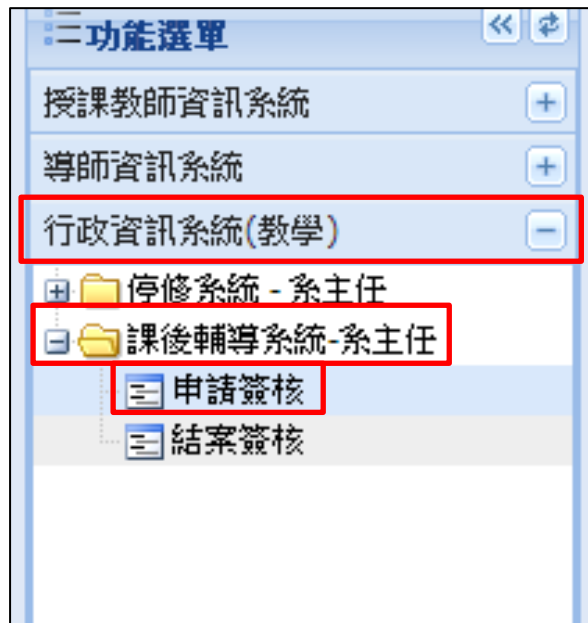 功能選單
授課教師資訊系統
導師資訊系統
行政資訊系統(教學)
停修系統 - 系主任
課後輔導系統-系主任
申請簽核
結案簽核